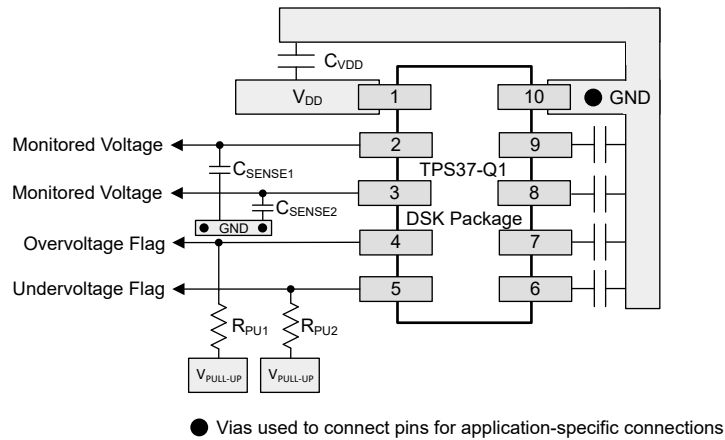 CVDD
VDD
1
10
GND
Monitored Voltage
2
9
CSENSE1
TPS37-Q1
Monitored Voltage
3
8
CSENSE2
GND
DSK Package
Overvoltage Flag
4
7
Undervoltage Flag
5
6
RPU1
RPU2
VPULL-UP
VPULL-UP
Vias used to connect pins for application-specific connections